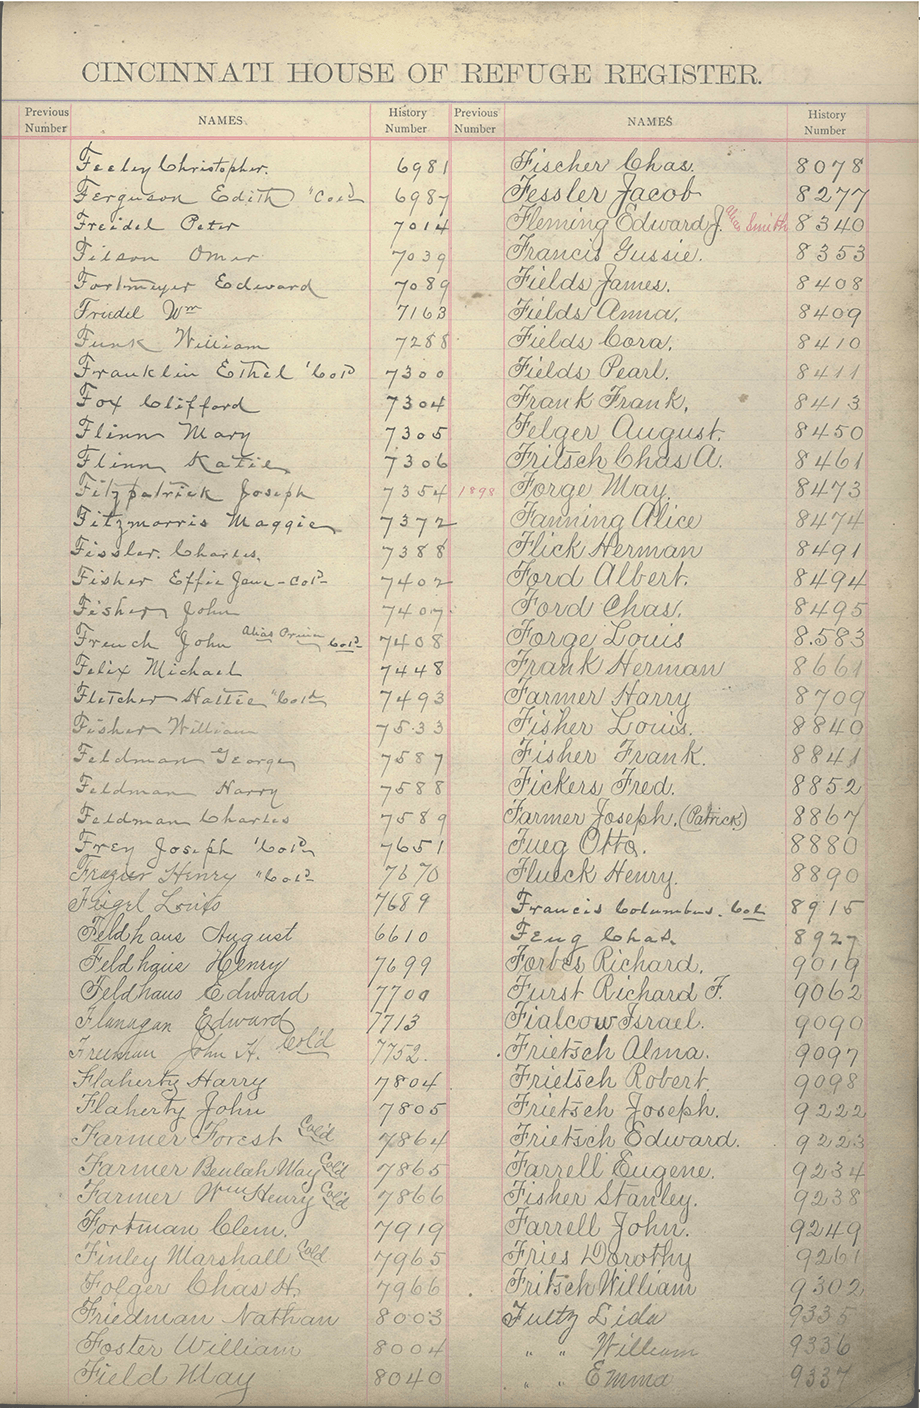 CINCINNATI HOUSE OF REFUGE REGISTER.
Previous Number NAMES. History Number
Feeley Christopher. 6981
Ferguson Edith "Col'd 6987
Freidel Peter 7014
Filson Omer 7039
Fortmeyer Edward 7089
Frudel Wm 7163
Funk William 7288
Franklin Ethel 'Col'd 7300
Fox Clifford 7304
Flinn Mary 7305
Flinn Katie 7306
Fitzpatrick Joseph 7354
Fitzmorris Maggie 7372
Fissler. Charles. 7388
Fisher Effie Jane - Col'd 7402
Fisher John 7407
French John Alias Col'd 7408
Felix Michael 7448
Fletcher Hattie "Col'd 7493
Fisher William 7533
Feldman George 7587
Feldman Harry 7588
Feldman Charles 7589
Frey Joseph 'Col'd 7651
Frazier Henry "Col'd 7670
Feigel Louis 7689
Feldhaus August 6610
Feldhaus Henry 7699
Feldhaus Edward 7700
Flanagan Edward 7713
Freeman John H. Col'd 7752.
Flaherty Harry 7804
Flaherty John 7805
Farmer Forest Col'd 7864
Farmer Beulah May Cold 7865
Farmer Wm Henry Col'd 7866
Fortman Clem. 7919
Finley Marshall Cold 7965
Folger Chas H. 7966
Friedman Nathan 8003
Foster William 8004
Field May 8040
Previous Number NAMES History Number
Fischer Chas. 8078
Fessler Jacob 8277
Fleming Edward J. Smith 8340
Francis Gussie. 8353
Fields James. 8408
Fields Anna. 8409
Fields Cora. 8410
Fields Pearl. 8411
Frank Frank. 8413
Felger August. 8450
Fritsch Chas A. 8461
1898 Forge May. 8473
Fanning Alice 8474
Flick Herman 8491
Ford Albert. 8494
Ford Chas. 8495
Forge Louis 8583
Frank Herman 8661
Farmer Harry 8709
Fisher Louis. 8840
Fisher Frank. 8841
Fickers Fred. 8852
Farmer Joseph. (Patrick) 8867
Fueg Otto. 8880
Flueck Henry. 8890
Francis Columbus. Col. 8915
Feug Chas. 8927
Forbes Richard. 9019
Furst Richard F. 9062
Fialcow Israel. 9090
Frietsch Alma. 9097
Frietsch Robert. 9098
Frietsch Joseph. 9222
Frietsch Edward. 9223
Farrell Eugene. 9234
Fisher Stanley. 9238
Farrell John. 9249
Fries Dorothy 9261
Fritsch William 9302
Fultz Lida 9335
" " William 9336
" " Emma 9337